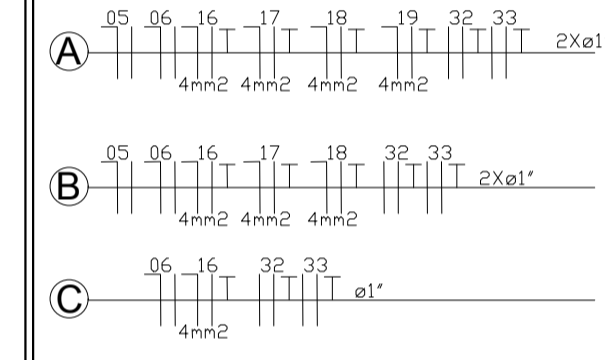 05 06 16 17 18 19 32 33
A 2Xø1
4mm2 4mm2 4mm2 4mm2
05 06 16 17 18 32 33
B 2Xø1″
4mm2 4mm2 4mm2
06 16 32 33
C ø1″
4mm2